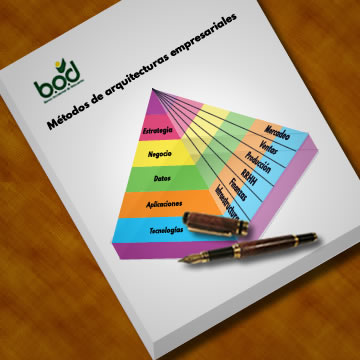 bod
Métodos de arquitecturas empresariales
Estrategia
Negocio
Datos
Aplicaciones
Tecnologías
Mercadeo
Ventas
Producción
RRHH
Finanzas
Infraestructura